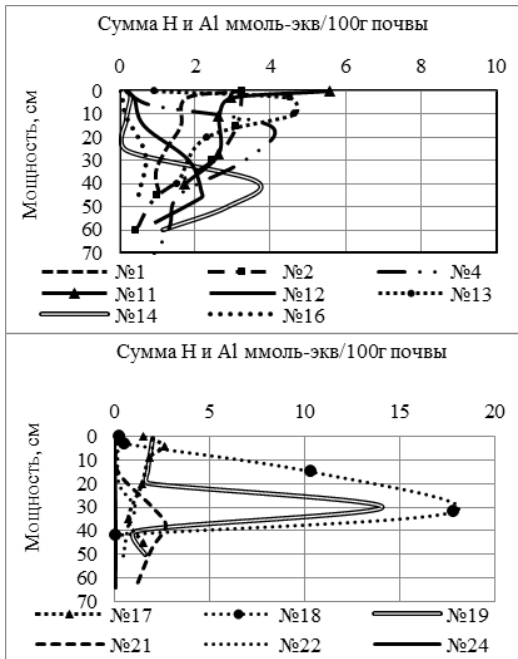 Сумма H и Al ммоль-экв/100г почвы
0 2 4 6 8 10
Мощность, см
0
10
20
30
40
50
60
70
№1 №2 №4
№11 №12 №13
№14 №16
Сумма H и Al ммоль-экв/100г почвы
0 5 10 15 20
Мощность, см
0
10
20
30
40
50
60
70
№17 №18 №19
№21 №22 №24